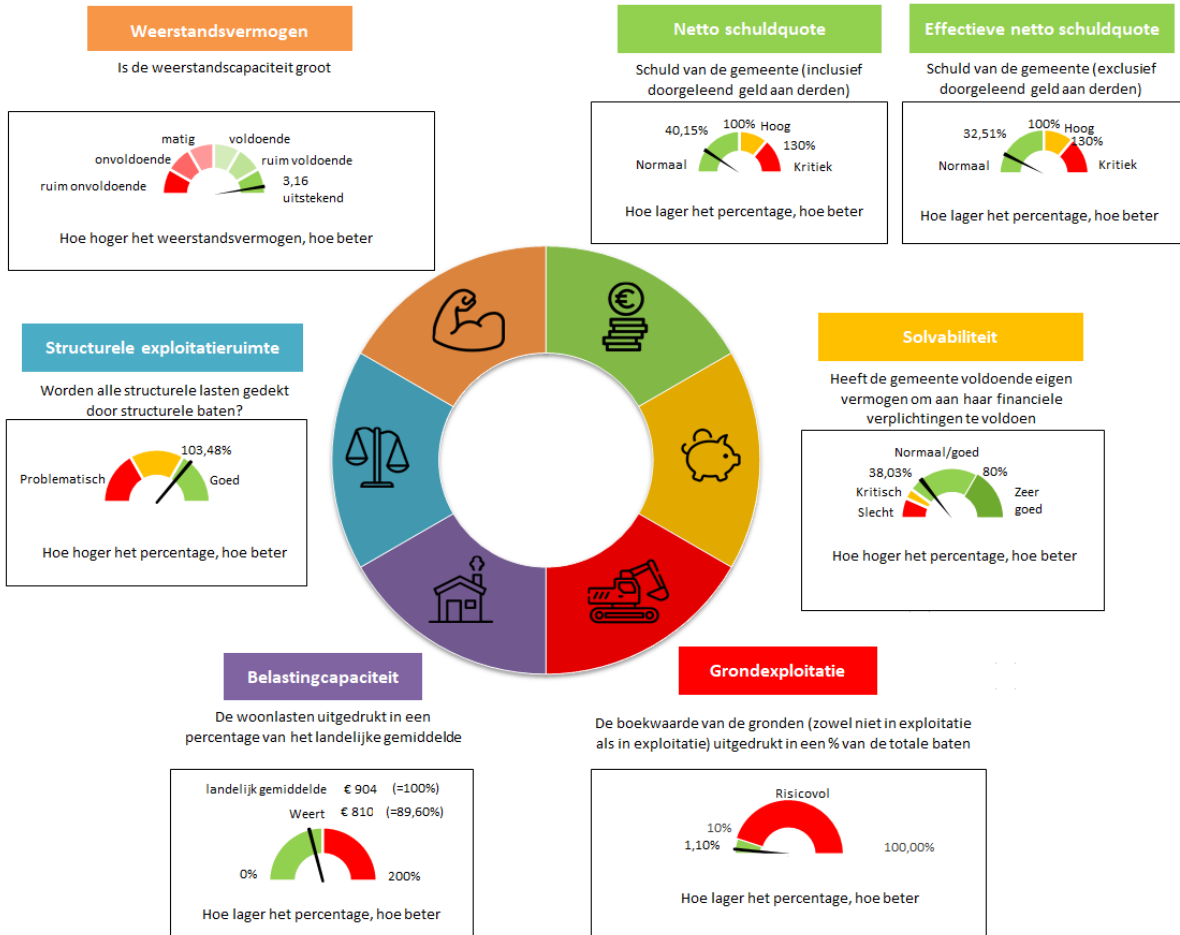 Weerstandsvermogen
Is de weerstandscapaciteit groot
matig
voldoende
onvoldoende
ruim voldoende
ruim onvoldoende
3,16
uitstekend
Hoe hoger het weerstandsvermogen, hoe beter
Netto schuldquote
Schuld van de gemeente (inclusief
doorgeleend geld aan derden)
40,15%
100%
Hoog
130%
Normaal
Kritiek
Hoe lager het percentage, hoe beter
Effectieve netto schuldquote
Schuld van de gemeente (exclusief
doorgeleend geld aan derden)
32,51%
100%
Hoog
130%
Normaal
Kritiek
Hoe lager het percentage, hoe beter
Structurele exploitatieruimte
Worden alle structurele lasten gedekt
door structurele baten?
103,48%
Problematisch
Goed
Hoe hoger het percentage, hoe beter
Solvabiliteit
Heeft de gemeente voldoende eigen
vermogen om aan haar financiele
verplichtingen te voldoen
Normaal/goed
38,03%
80%
Kritisch
Zeer
goed
Slecht
Hoe hoger het percentage, hoe beter
Belastingcapaciteit
De woonlasten uitgedrukt in een
percentage van het landelijke gemiddelde
landelijk gemiddelde € 904 (=100%)
Weert € 810 (=89,60%)
0%
200%
Hoe lager het percentage, hoe beter
Grondexploitatie
De boekwaarde van de gronden (zowel niet in exploitatie
als in exploitatie) uitgedrukt in een % van de totale baten
Risicovol
10%
1,10%
100,00%
Hoe lager het percentage, hoe beter